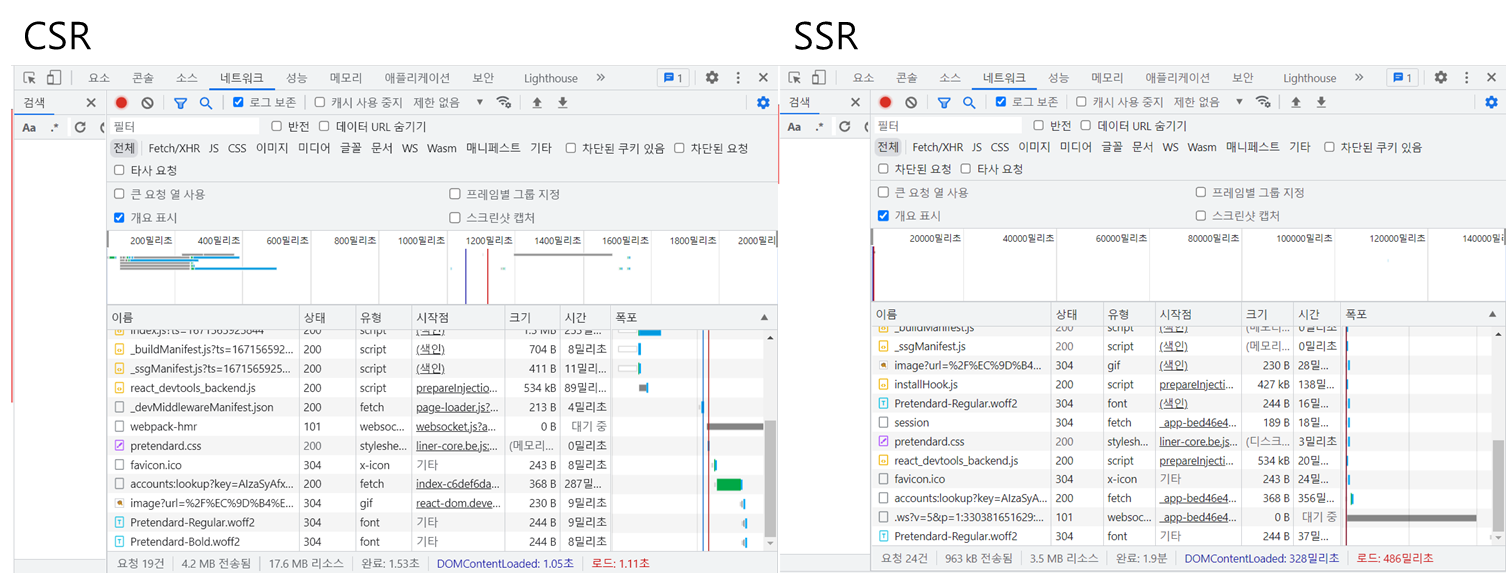 CSR
요소 콘솔 소스 네트워크 성능 메모리 애플리케이션 보안 Lighthouse » 1
검색 로그 보존 캐시 사용 중지 제한 없음
Aa .* 필터 반전 데이터 URL 숨기기
전체 Fetch/XHR JS CSS 이미지 미디어 글꼴 문서 WS Wasm 매니페스트 기타 차단된 쿠키 있음 차단된 요청
타사 요청
큰 요청 열 사용 프레임별 그룹 지정
개요 표시 스크린샷 캡처
200밀리초 400밀리초 600밀리초 800밀리초 1000밀리초 1200밀리초 1400밀리초 1600밀리초 1800밀리초 2000밀리초
이름 상태 유형 시작점 크기 시간 폭포
index.js?ts=1671565925844 200 script (색인) 1.5 MB 253밀...
_buildManifest.js?ts=167156592... 200 script (색인) 704 B 8밀리초
_ssgManifest.js?ts=1671565925... 200 script (색인) 411 B 11밀리...
react_devtools_backend.js 200 script prepareInjectio... 534 kB 89밀리...
_devMiddlewareManifest.json 200 fetch page-loader.js?... 213 B 4밀리초
webpack-hmr 101 websoc... websocket.js?a... 0 B 대기 중
pretendard.css 200 styleshe... liner-core.be.js:... (메모리... 0밀리초
favicon.ico 304 x-icon 기타 243 B 8밀리초
accounts:lookup?key=AIzaSyAfx... 200 fetch index-c6def6da... 368 B 287밀...
image?url=%2F%EC%9D%B4%E... 304 gif react-dom.deve... 230 B 9밀리초
Pretendard-Regular.woff2 304 font 기타 244 B 9밀리초
Pretendard-Bold.woff2 304 font 기타 244 B 8밀리초
요청 19건 4.2 MB 전송됨 17.6 MB 리소스 완료: 1.53초 DOMContentLoaded: 1.05초 로드: 1.11초
SSR
요소 콘솔 소스 네트워크 성능 메모리 애플리케이션 보안 Lighthouse » 1
검색 로그 보존 캐시 사용 중지 제한 없음
Aa .* 필터 반전 데이터 URL 숨기기
전체 Fetch/XHR JS CSS 이미지 미디어 글꼴 문서 WS Wasm 매니페스트 기타 차단된 쿠키 있음
차단된 요청 타사 요청
큰 요청 열 사용 프레임별 그룹 지정
개요 표시 스크린샷 캡처
20000밀리초 40000밀리초 60000밀리초 80000밀리초 100000밀리초 120000밀리초 140000밀
이름 상태 유형 시작점 크기 시간 폭포
_buildManifest.js 200 script (색인) (메모리... 0밀리초
_ssgManifest.js 200 script (색인) (메모리... 0밀리초
image?url=%2F%EC%9D%B4... 304 gif (색인) 230 B 28밀...
installHook.js 200 script prepareInjecti... 427 kB 138밀...
Pretendard-Regular.woff2 304 font (색인) 244 B 16밀...
session 304 fetch _app-bed46e4... 189 B 18밀...
pretendard.css 200 stylesh... liner-core.be.js... (디스크... 3밀리초
react_devtools_backend.js 200 script prepareInjecti... 534 kB 20밀...
favicon.ico 304 x-icon 기타 243 B 24밀...
accounts:lookup?key=AIzaSyA... 200 fetch _app-bed46e4... 368 B 356밀...
.ws?v=5&p=1:330381651629:... 101 websoc... _app-bed46e4... 0 B 대기 중
Pretendard-Regular.woff2 304 font 기타 244 B 37밀...
요청 24건 963 kB 전송됨 3.5 MB 리소스 완료: 1.9분 DOMContentLoaded: 328밀리초 로드: 486밀리초